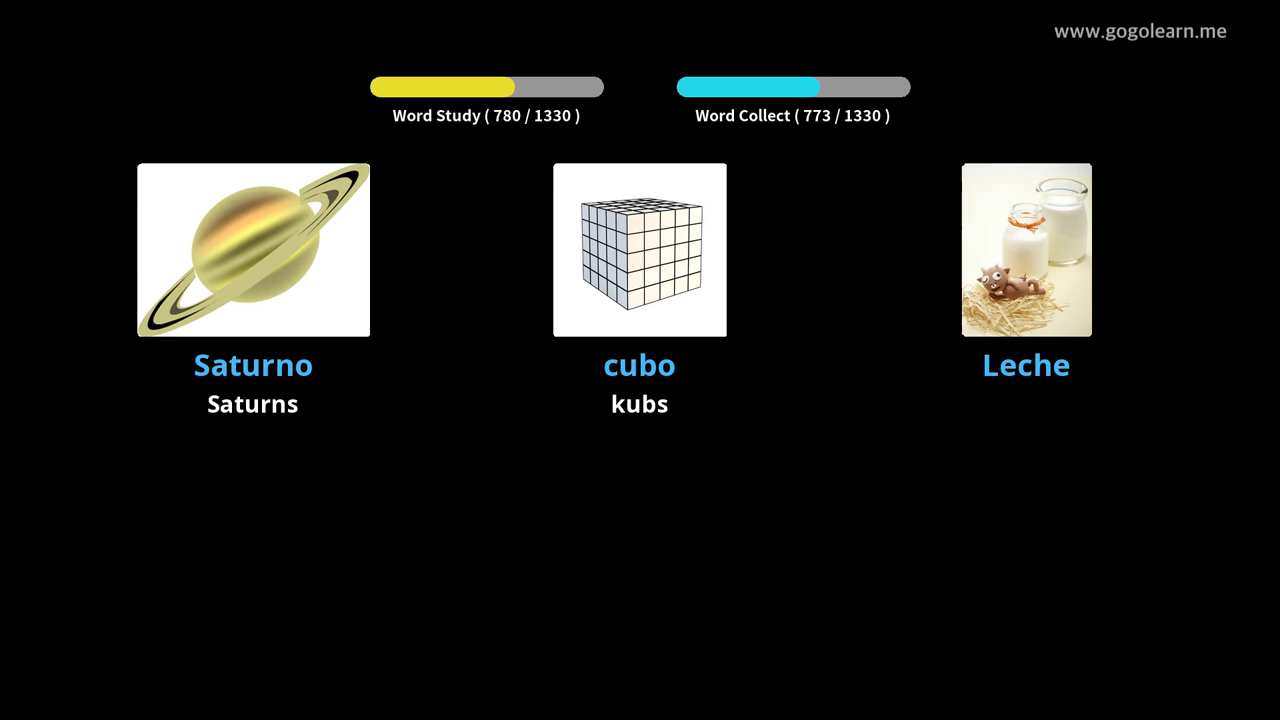 www.gogolearn.me
Word Study ( 780 / 1330 )
Word Collect ( 773 / 1330 )
Saturno
Saturns
cubo
kubs
Leche